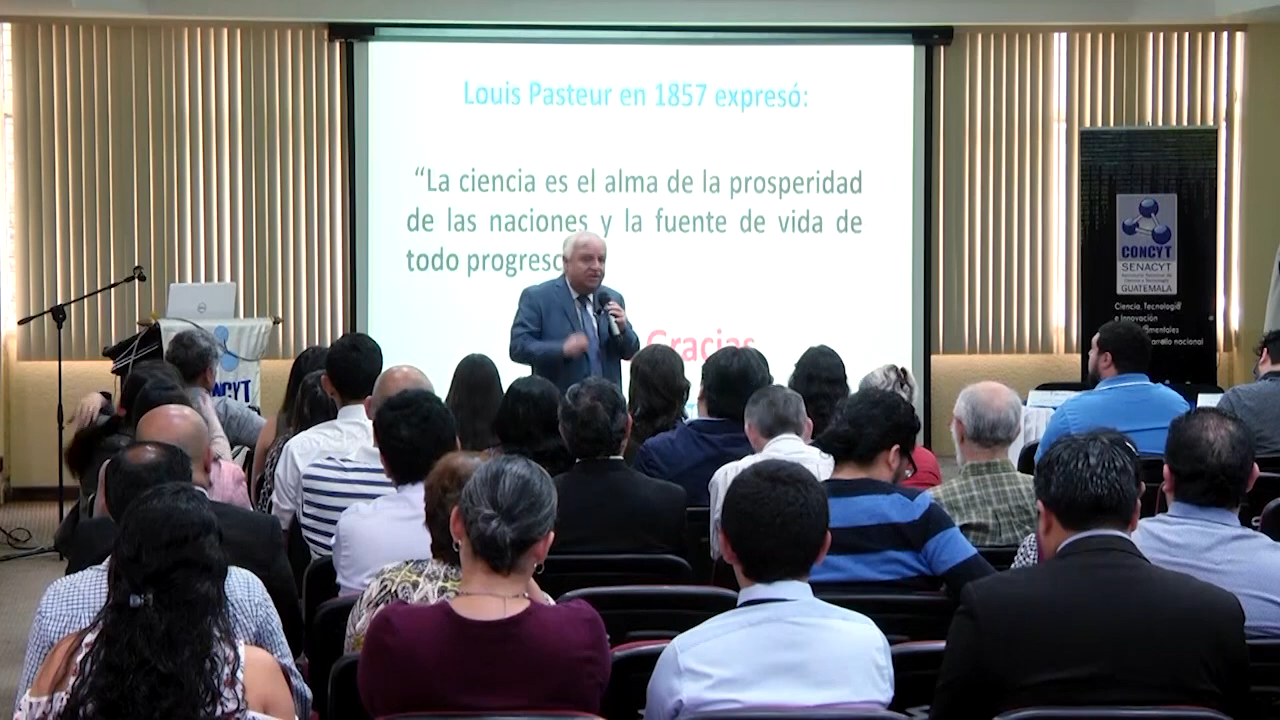 Louis Pasteur en 1857 expresó:
“La ciencia es el alma de la prosperidad
de las naciones y la fuente de vida de
todo progreso
Gracias
CONCYT
SENACYT
GUATEMALA
Ciencia, Tecnología
e Innovación
DELL
CONCYT